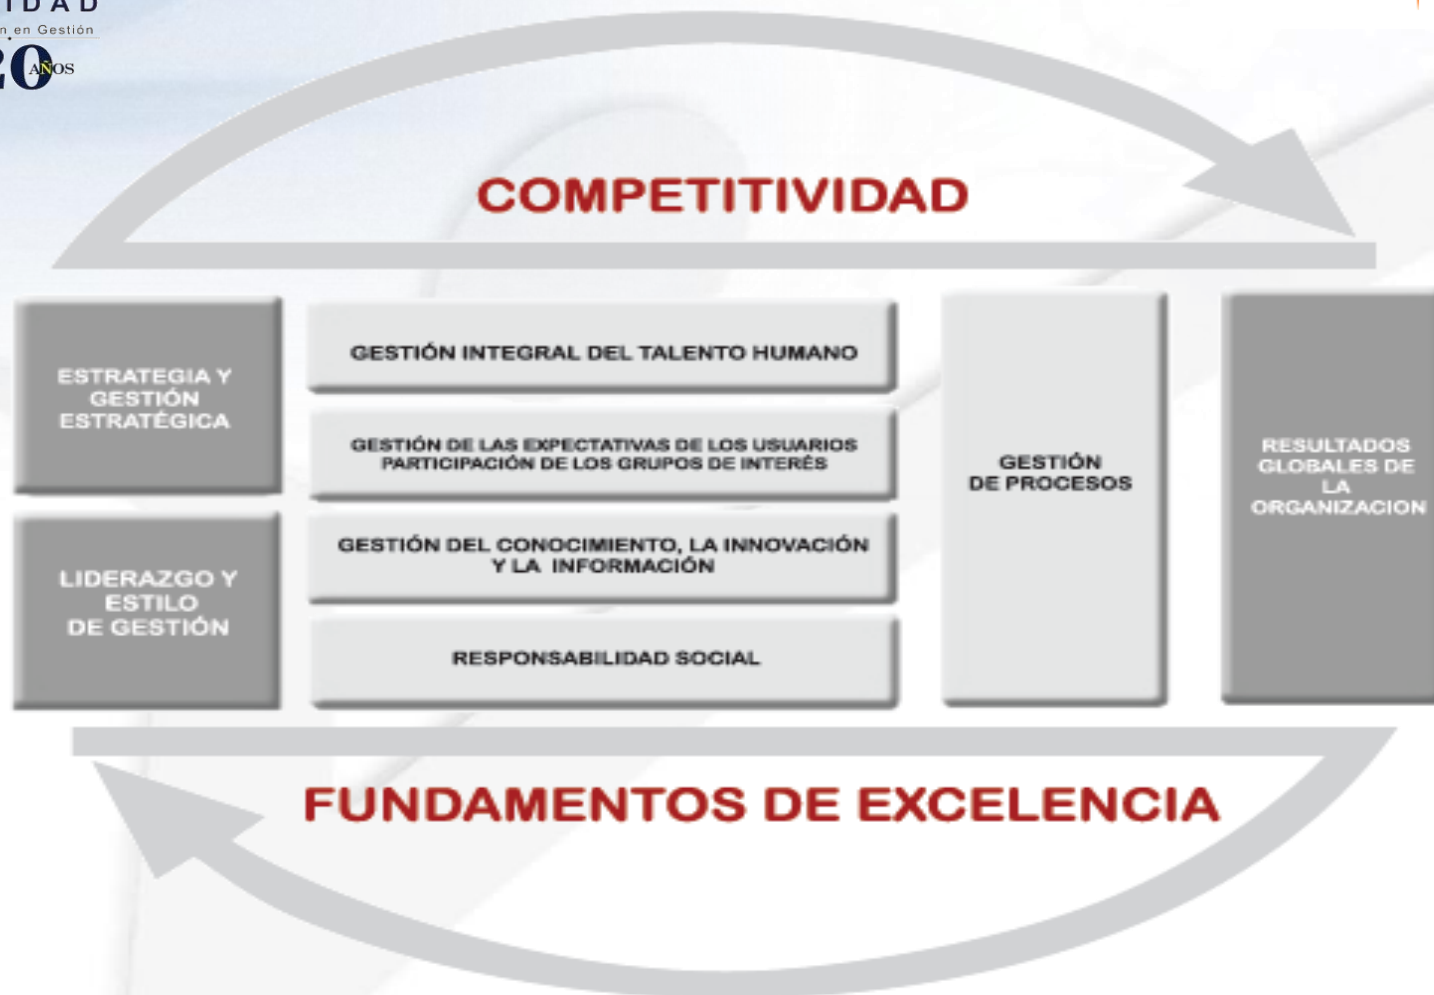 IDAD
n en Gestión
20 AÑOS
COMPETITIVIDAD
ESTRATEGIA Y
GESTIÓN
ESTRATÉGICA
LIDERAZGO Y
ESTILO
DE GESTIÓN
GESTIÓN INTEGRAL DEL TALENTO HUMANO
GESTIÓN DE LAS EXPECTATIVAS DE LOS USUARIOS
PARTICIPACIÓN DE LOS GRUPOS DE INTERÉS
GESTIÓN DEL CONOCIMIENTO, LA INNOVACIÓN
Y LA INFORMACIÓN
RESPONSABILIDAD SOCIAL
GESTIÓN
DE PROCESOS
RESULTADOS
GLOBALES DE
LA
ORGANIZACION
FUNDAMENTOS DE EXCELENCIA